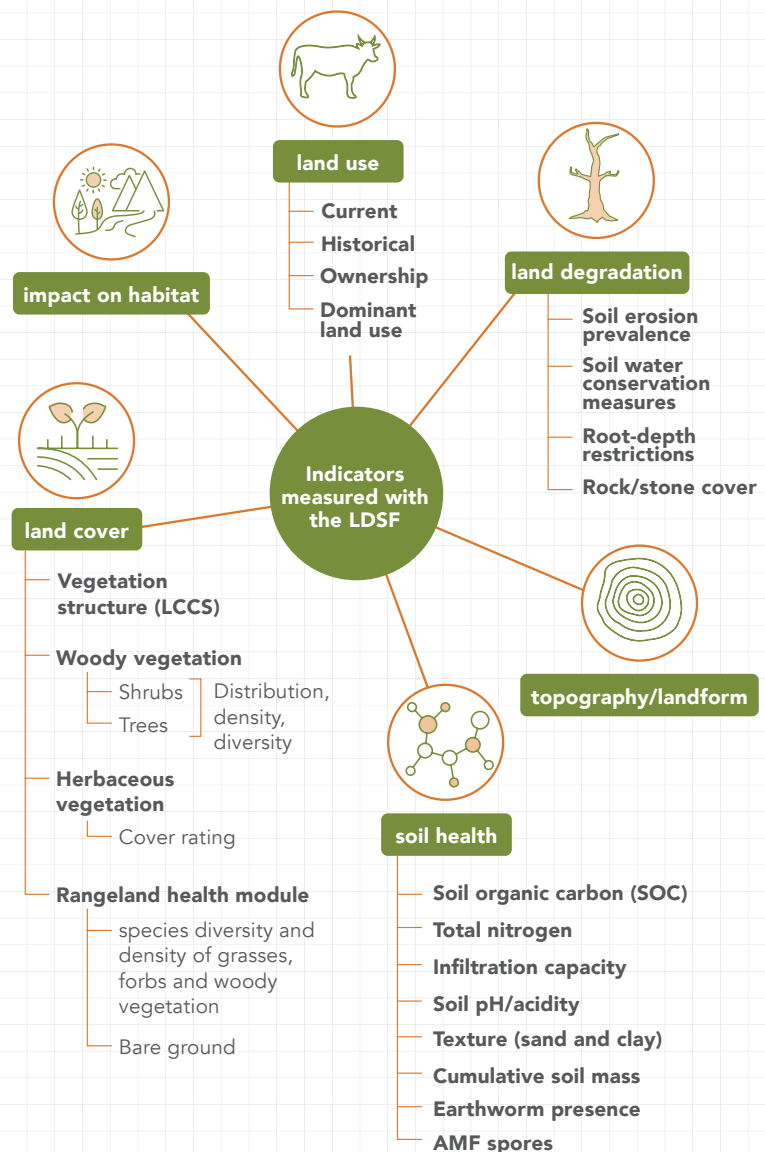 land use
Current
Historical
Ownership
Dominant
land use
impact on habitat
land degradation
Soil erosion
prevalence
Soil water
conservation
measures
Root-depth
restrictions
Rock/stone cover
Indicators
measured with
the LDSF
land cover
Vegetation
structure (LCCS)
Woody vegetation
Shrubs
Trees
Distribution,
density,
diversity
Herbaceous
vegetation
Cover rating
Rangeland health module
species diversity and
density of grasses,
forbs and woody
vegetation
Bare ground
topography/landform
soil health
Soil organic carbon (SOC)
Total nitrogen
Infiltration capacity
Soil pH/acidity
Texture (sand and clay)
Cumulative soil mass
Earthworm presence
AMF spores